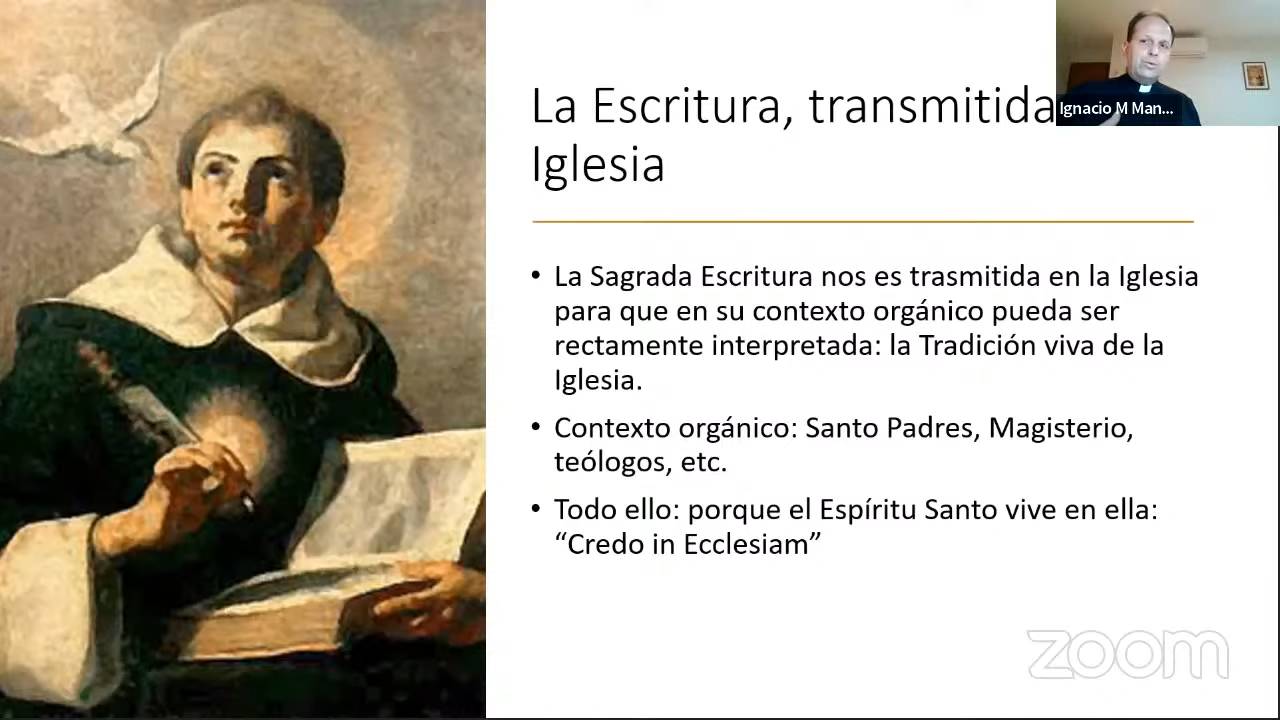 La Escritura, transmitida
Iglesia
Ignacio M Man...
• La Sagrada Escritura nos es trasmitida en la Iglesia
para que en su contexto orgánico pueda ser
rectamente interpretada: la Tradición viva de la
Iglesia.
• Contexto orgánico: Santo Padres, Magisterio,
teólogos, etc.
• Todo ello: porque el Espíritu Santo vive en ella:
“Credo in Ecclesiam”
zoom